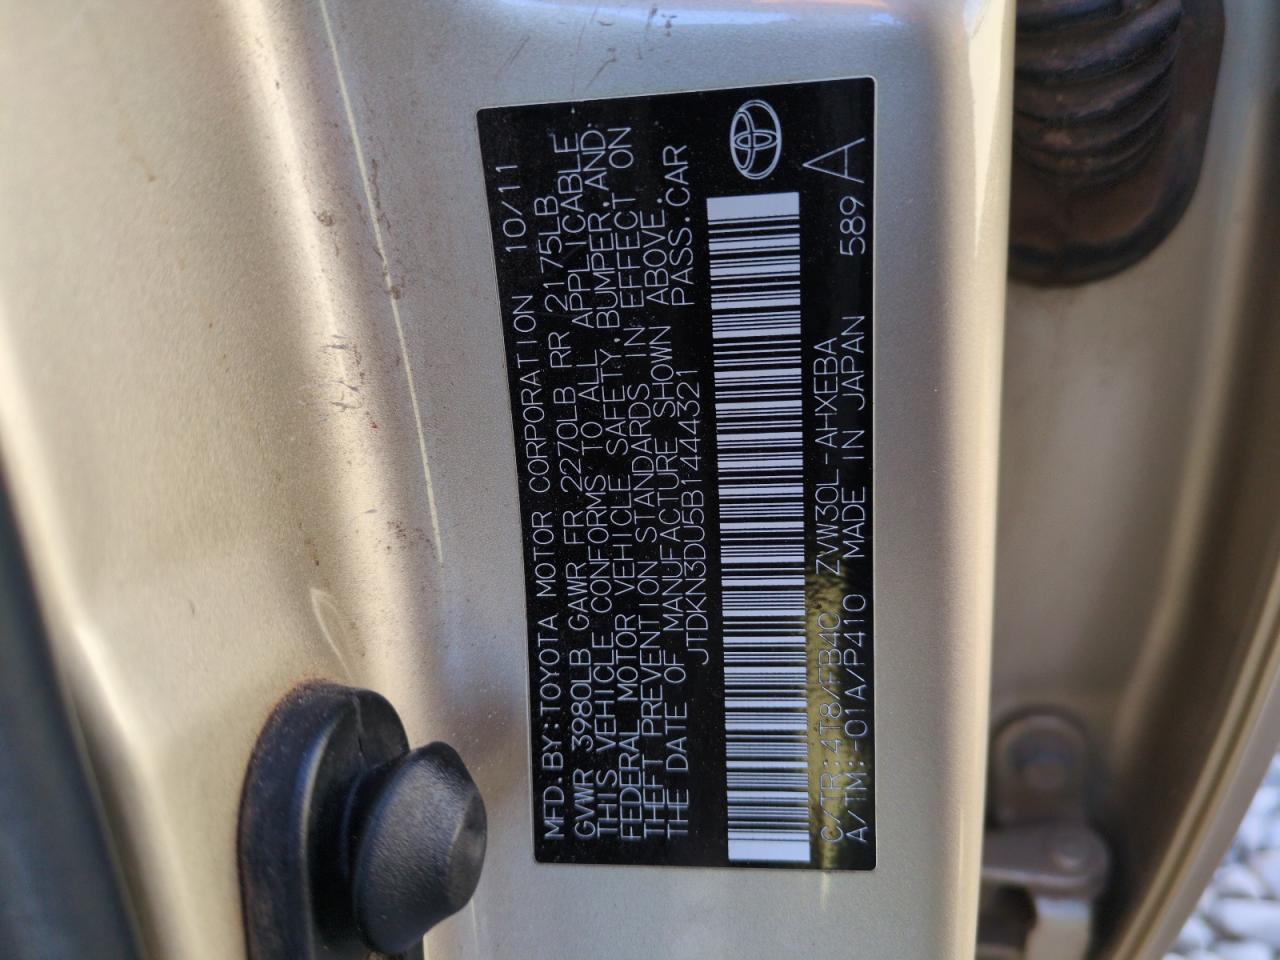 MFD.BY:TOYOTA MOTOR CORPORATION 10/11
GVWR 3980LB GAWR FR 2270LB RR 2175LB
THIS VEHICLE CONFORMS TO ALL APPLICABLE
FEDERAL MOTOR VEHICLE SAFETY,BUMPER,AND
THEFT PREVENTION STANDARDS IN EFFECT ON
THE DATE OF MANUFACTURE SHOWN ABOVE.
JTDKN3DU5B1444321 PASS.CAR
C/TR:4T8/FB40 ZVW30L-AHXEBA
A/TM:-01A/P410 MADE IN JAPAN 589 A